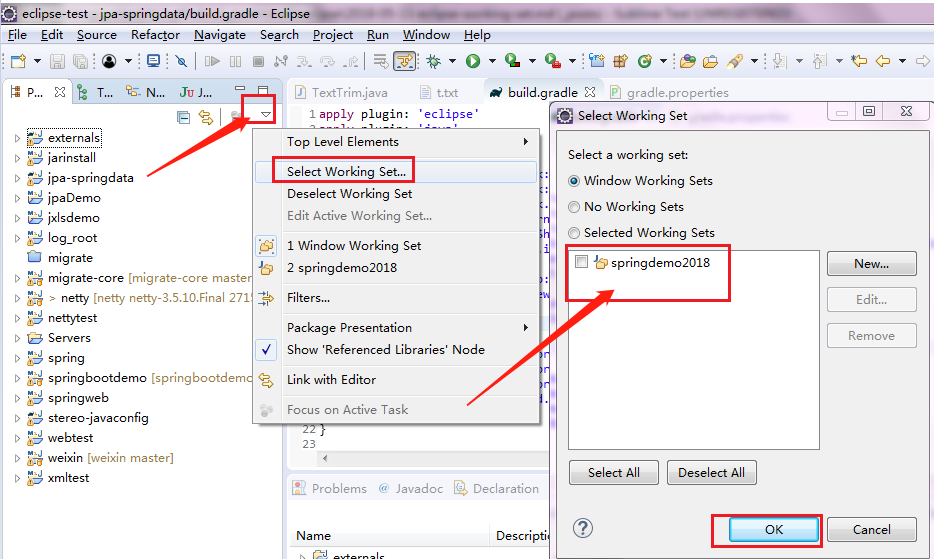 eclipse-test - jpa-springdata/build.gradle - Eclipse
File Edit Source Refactor Navigate Search Project Run Window Help
P... T... N... Ju J...
TextTrim.java t.txt build.gradle gradle.properties
1 apply plugin: 'eclipse'
externals
jarinstall
jpa-springdata
jpaDemo
jxlsdemo
log_root
migrate
migrate-core [migrate-core master
> netty [netty-3.5.10.Final 271
nettytest
Servers
spring
springbootdemo [springbootdemo
springweb
stereo-javaconfig
webtest
weixin [weixin master]
xmltest
Top Level Elements
Select Working Set...
Deselect Working Set
Edit Active Working Set...
1 Window Working Set
2 springdemo2018
Filters...
Package Presentation
Show 'Referenced Libraries' Node
Link with Editor
Focus on Active Task
22 }
23
Problems @ Javadoc Declaration
Name Descripti
externals
Select Working Set
Select a working set:
Window Working Sets
No Working Sets
Selected Working Sets
springdemo2018
New...
Edit...
Remove
Select All Deselect All
OK Cancel